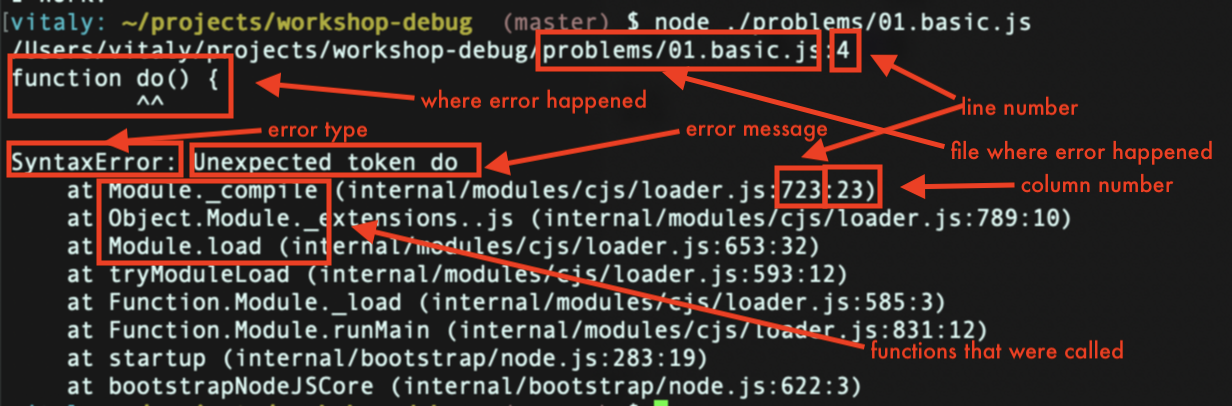 [vitaly: ~/projects/workshop-debug (master) $ node ./problems/01.basic.js
/Users/vitaly/projects/workshop-debug/problems/01.basic.js:4
function do() {
^^
where error happened
line number
error type
error message
file where error happened
SyntaxError: Unexpected token do
column number
at Module._compile (internal/modules/cjs/loader.js:723:23)
at Object.Module._extensions..js (internal/modules/cjs/loader.js:789:10)
at Module.load (internal/modules/cjs/loader.js:653:32)
at tryModuleLoad (internal/modules/cjs/loader.js:593:12)
at Function.Module._load (internal/modules/cjs/loader.js:585:3)
at Function.Module.runMain (internal/modules/cjs/loader.js:831:12)
functions that were called
at startup (internal/bootstrap/node.js:283:19)
at bootstrapNodeJSCore (internal/bootstrap/node.js:622:3)